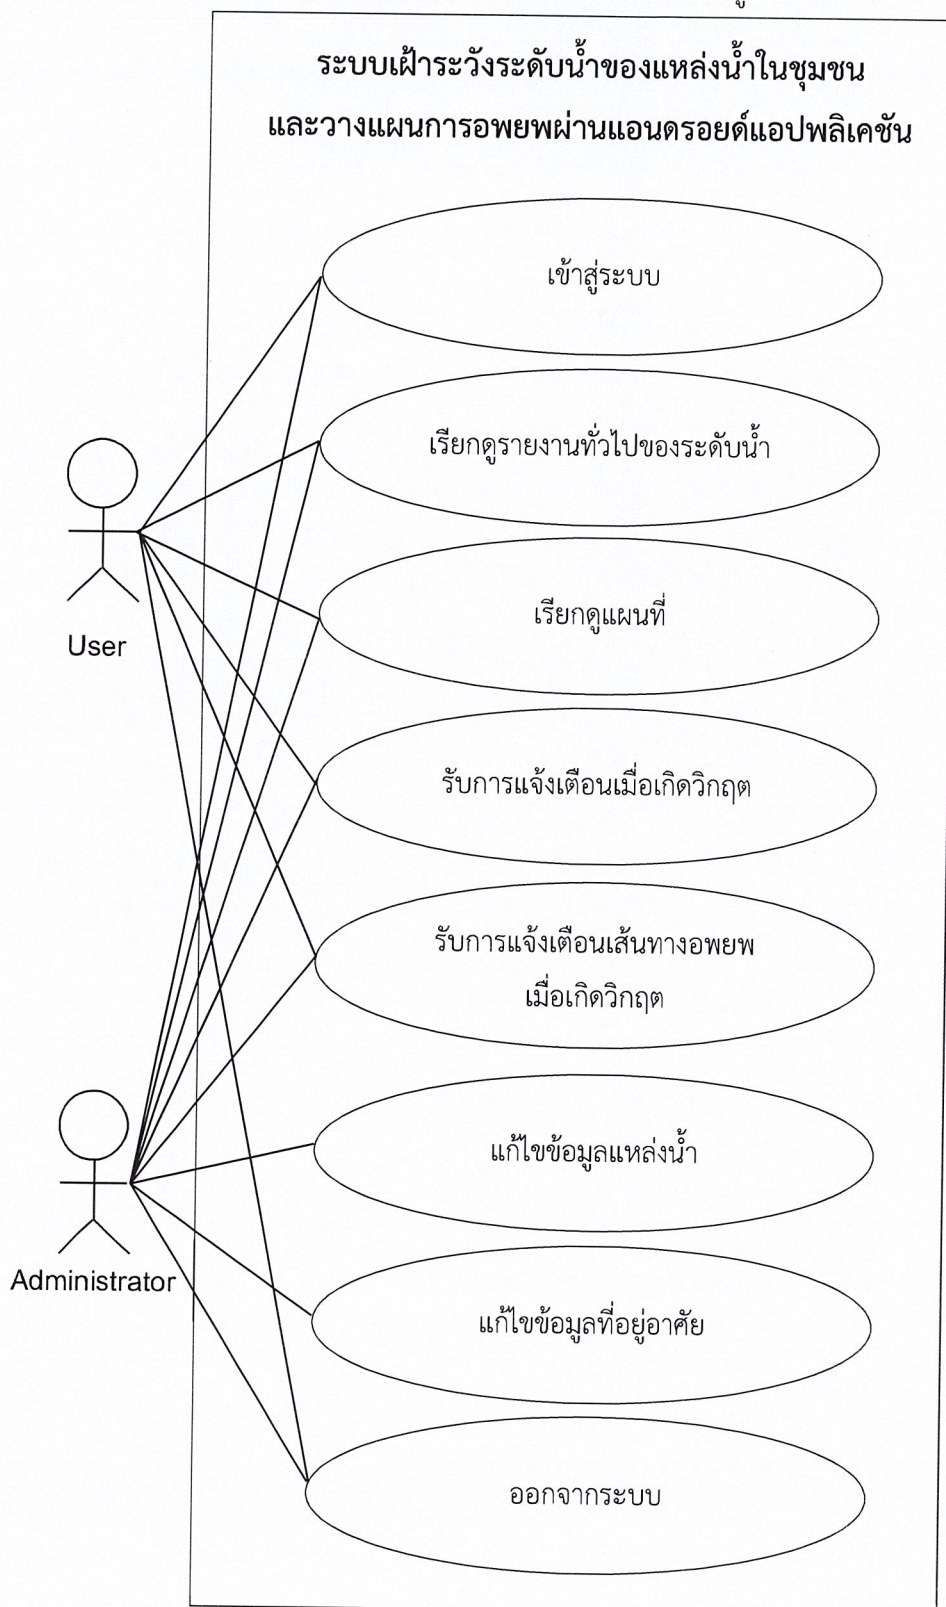 ระบบเฝ้าระวังระดับน้ำของแหล่งน้ำในชุมชน
และวางแผนการอพยพผ่านแอนดรอยด์แอปพลิเคชัน
เข้าสู่ระบบ
เรียกดูรายงานทั่วไปของระดับน้ำ
เรียกดูแผนที่
User
รับการแจ้งเตือนเมื่อเกิดวิกฤต
รับการแจ้งเตือนเส้นทางอพยพ
เมื่อเกิดวิกฤต
แก้ไขข้อมูลแหล่งน้ำ
Administrator
แก้ไขข้อมูลที่อยู่อาศัย
ออกจากระบบ